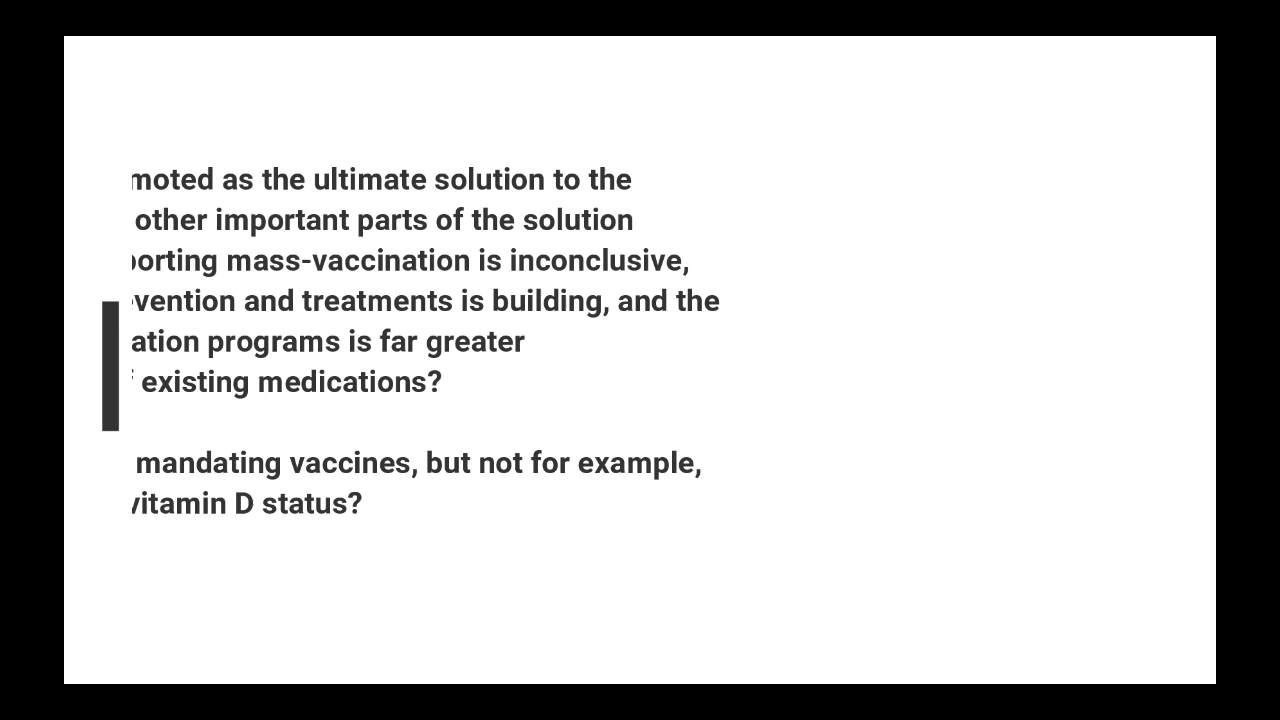 moted as the ultimate solution to the
other important parts of the solution
orting mass-vaccination is inconclusive,
vention and treatments is building, and the
ation programs is far greater
existing medications?
mandating vaccines, but not for example,
vitamin D status?